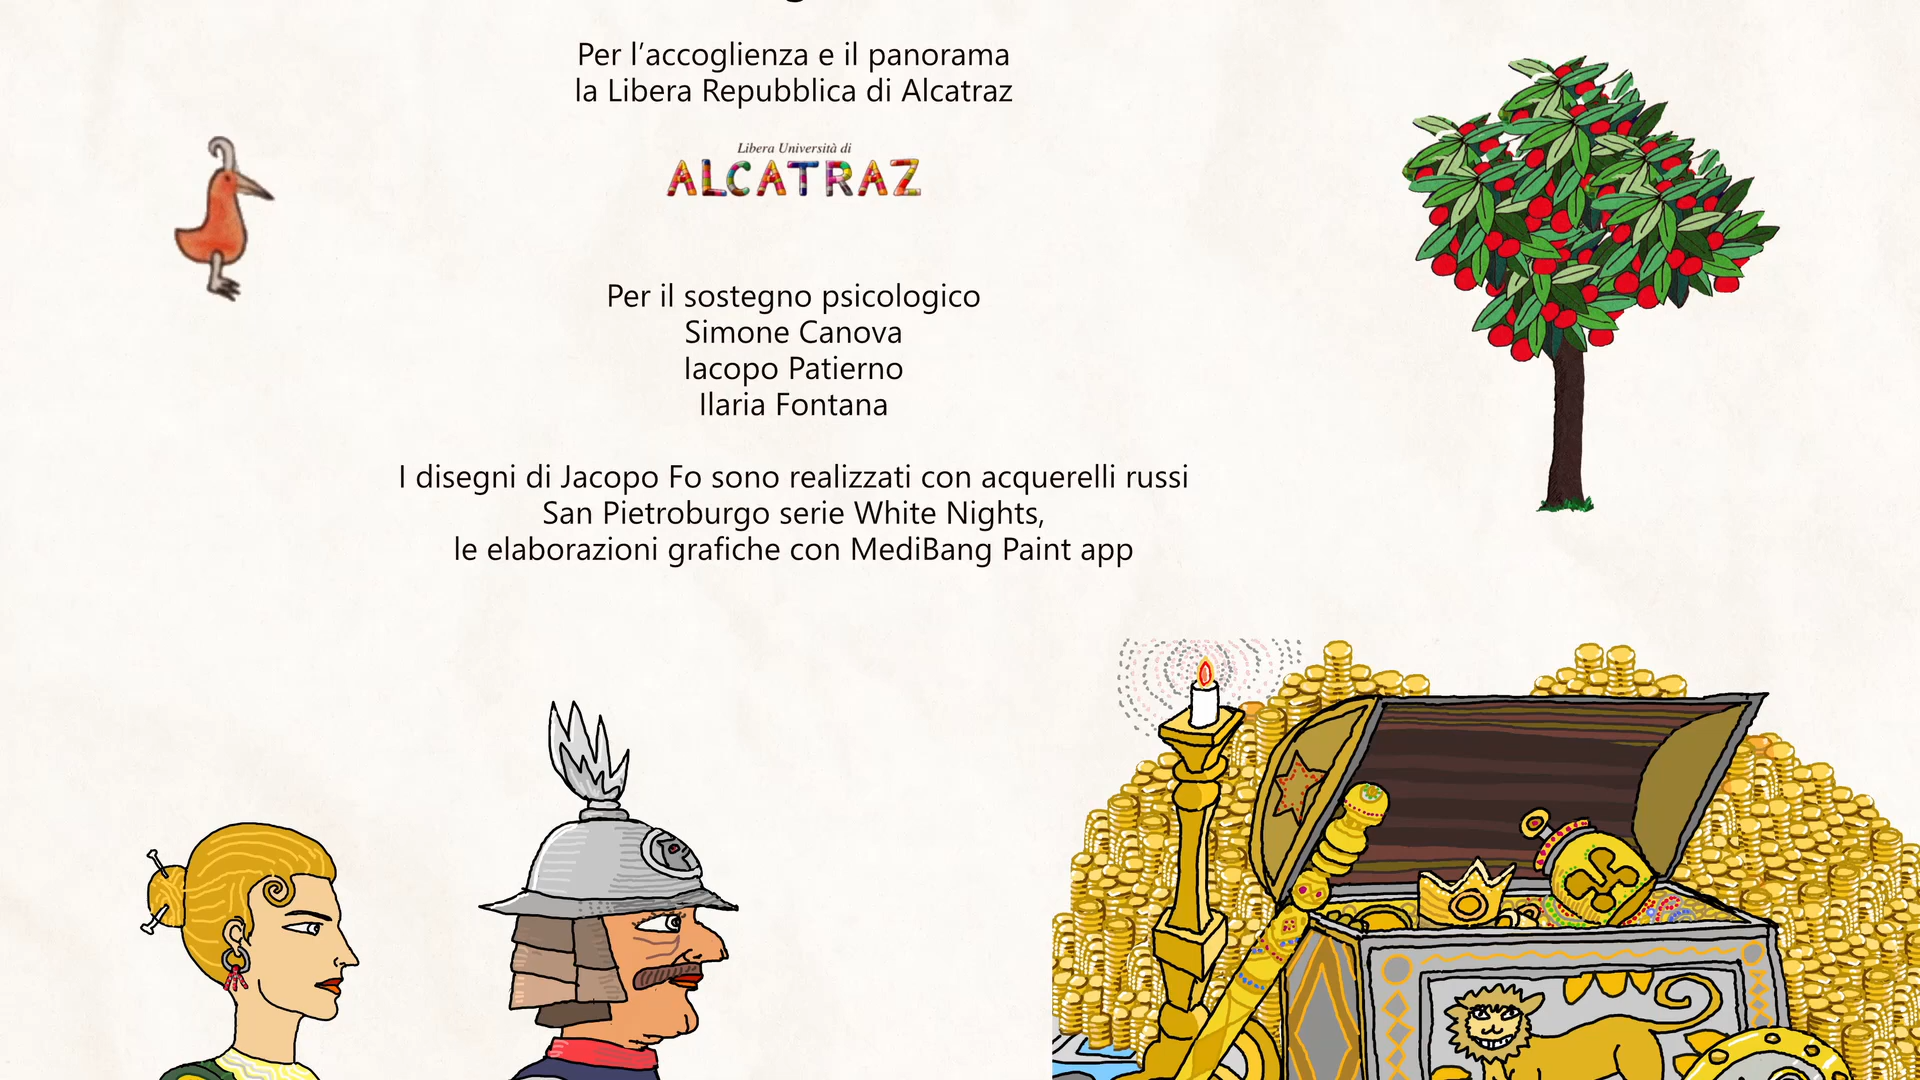 Per l’accoglienza e il panorama
la Libera Repubblica di Alcatraz
Libera Università di
ALCATRAZ
Per il sostegno psicologico
Simone Canova
Iacopo Patierno
Ilaria Fontana
I disegni di Jacopo Fo sono realizzati con acquerelli russi
San Pietroburgo serie White Nights,
le elaborazioni grafiche con MediBang Paint app